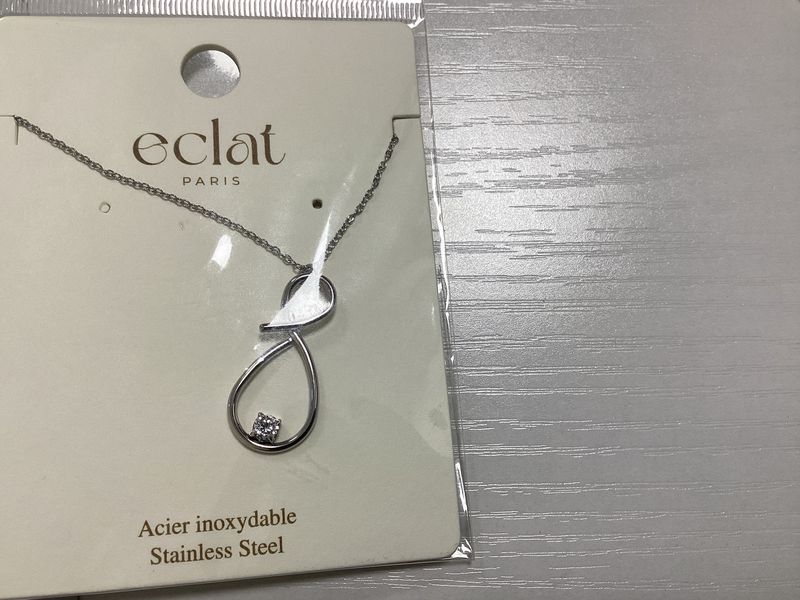 eclat
PARIS
Acier inoxydable
Stainless Steel